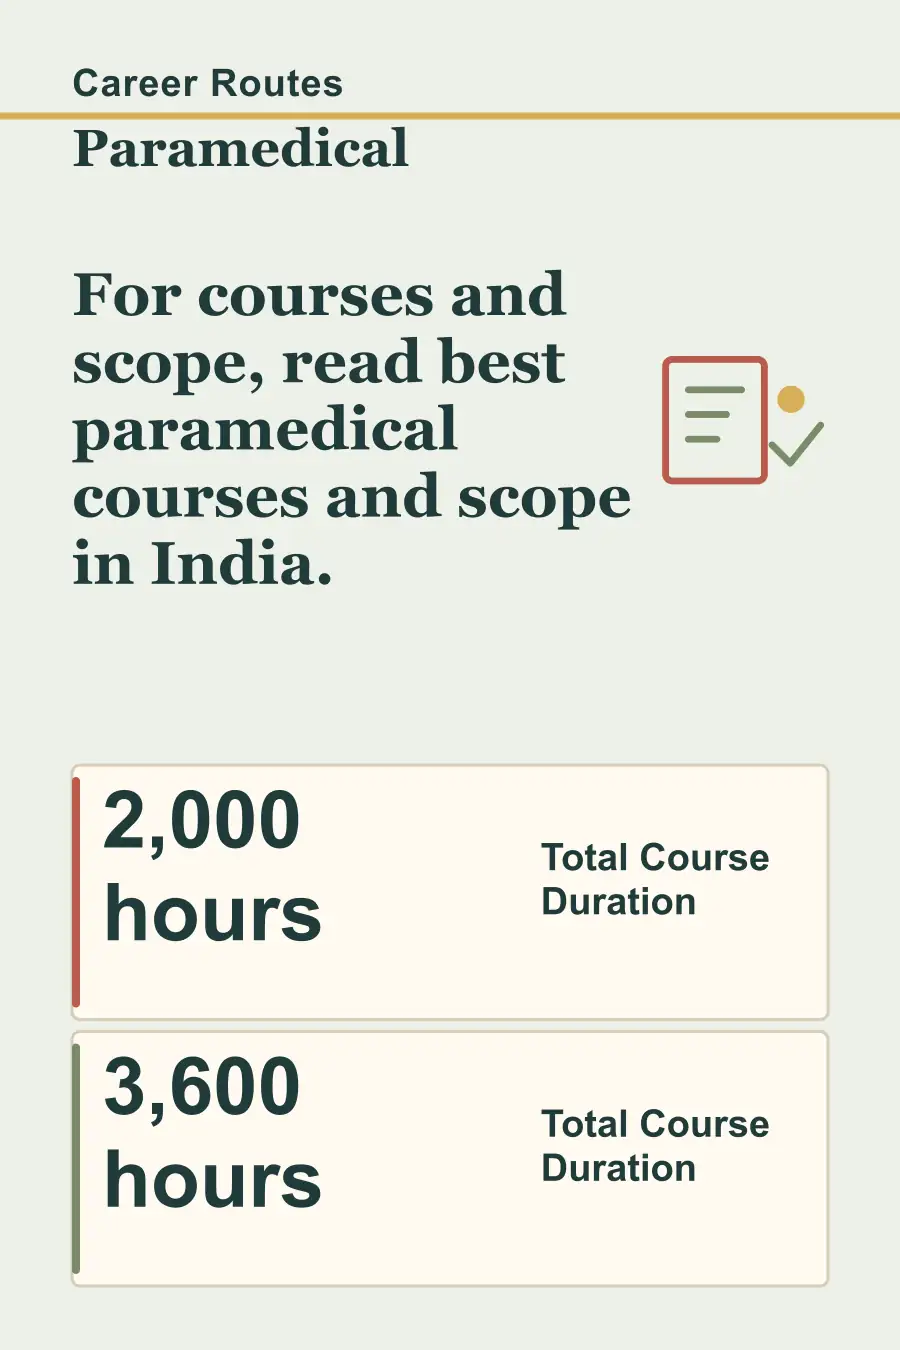 Career Routes
Paramedical
For courses and
scope, read best
paramedical
courses and scope
in India.
2,000
hours
Total Course
Duration
3,600
hours
Total Course
Duration